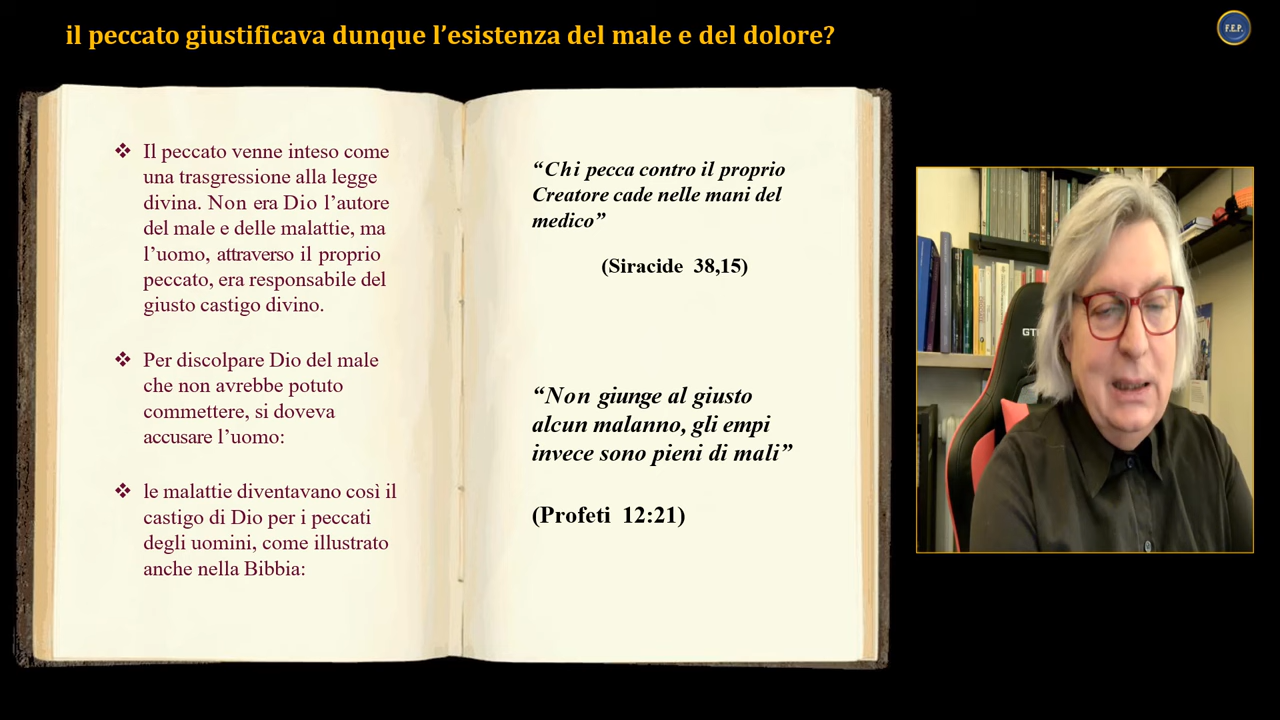 il peccato giustificava dunque l’esistenza del male e del dolore?
F.E.P.
❖ Il peccato venne inteso come
una trasgressione alla legge
divina. Non era Dio l’autore
del male e delle malattie, ma
l’uomo, attraverso il proprio
peccato, era responsabile del
giusto castigo divino.
❖ Per discolpare Dio del male
che non avrebbe potuto
commettere, si doveva
accusare l’uomo:
❖ le malattie diventavano così il
castigo di Dio per i peccati
degli uomini, come illustrato
anche nella Bibbia:
“Chi pecca contro il proprio
Creatore cade nelle mani del
medico”
(Siracide 38,15)
“Non giunge al giusto
alcun malanno, gli empi
invece sono pieni di mali”
(Profeti 12:21)